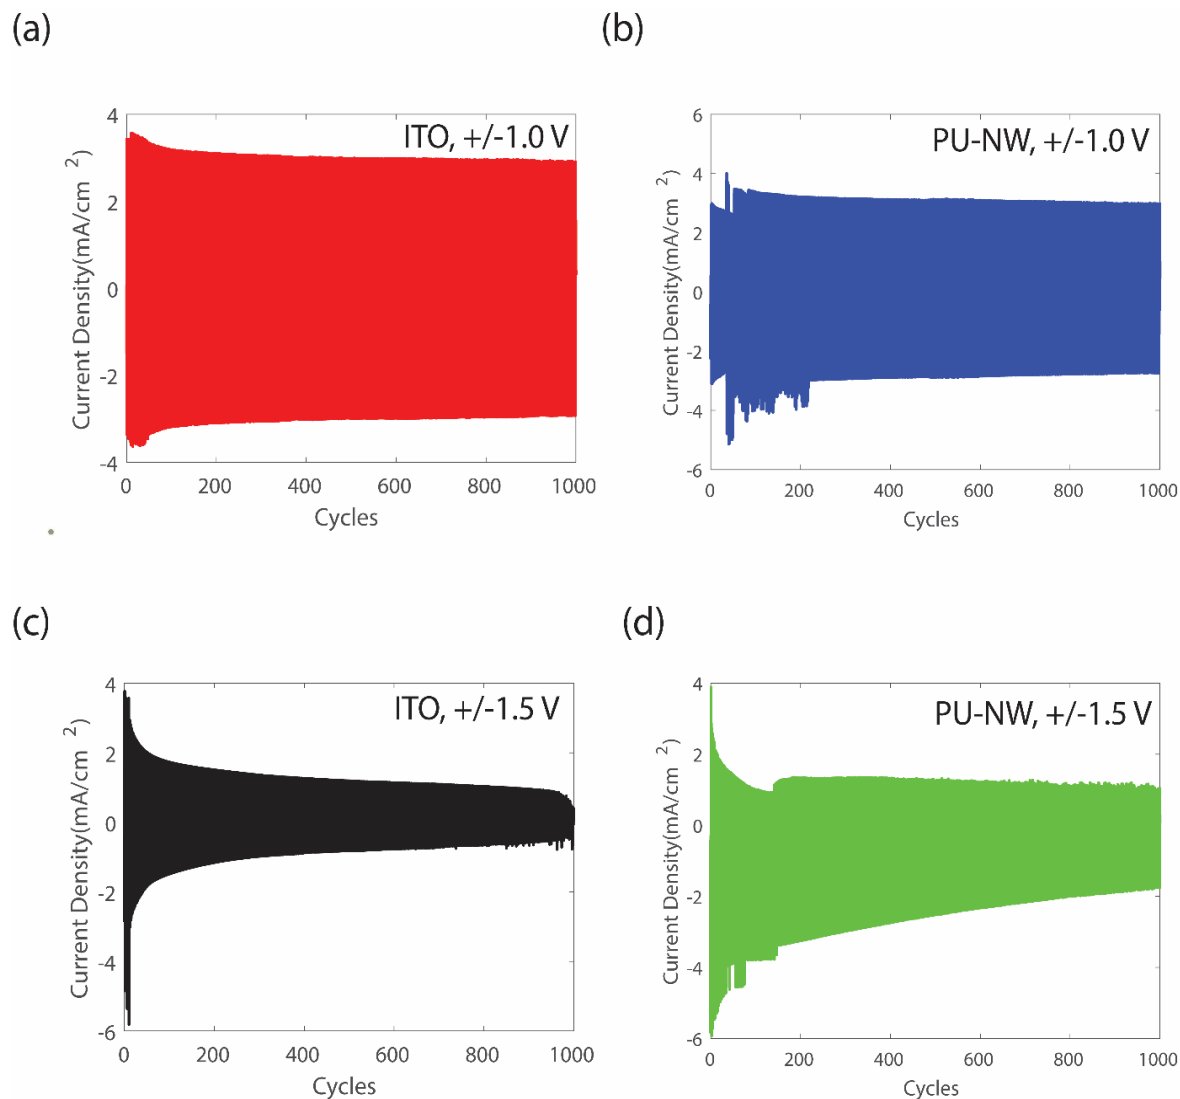 (a)
ITO, +/-1.0 V
Current Density(mA/cm 2)
4
2
0
-2
-4
0 200 400 600 800 1000
Cycles
(b)
PU-NW, +/-1.0 V
Current Density(mA/cm 2)
6
4
2
0
-2
-4
-6
0 200 400 600 800 1000
Cycles
(c)
ITO, +/-1.5 V
Current Density(mA/cm 2)
4
2
0
-2
-4
-6
0 200 400 600 800 1000
Cycles
(d)
PU-NW, +/-1.5 V
Current Density(mA/cm 2)
4
2
0
-2
-4
-6
0 200 400 600 800 1000
Cycles